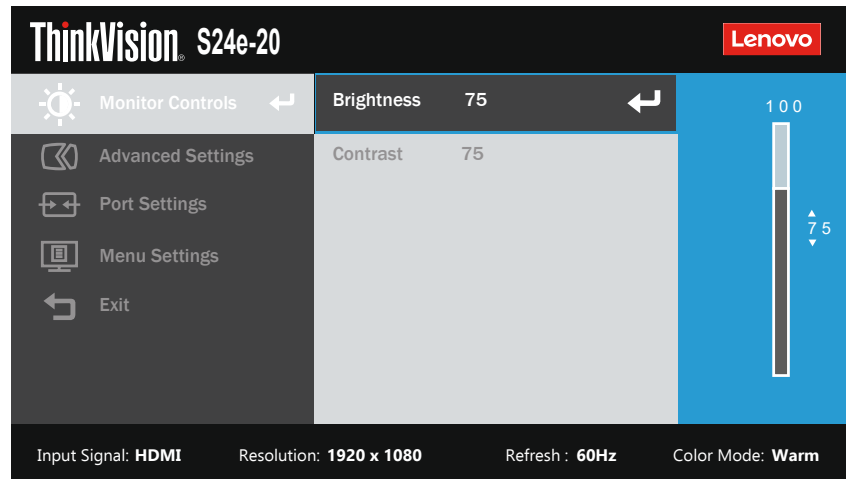 ThinkVision® S24e-20
Lenovo
Monitor Controls
Brightness 75
100
Advanced Settings
Contrast 75
Port Settings
75
Menu Settings
Exit
Input Signal: HDMI Resolution: 1920 x 1080 Refresh : 60Hz Color Mode: Warm